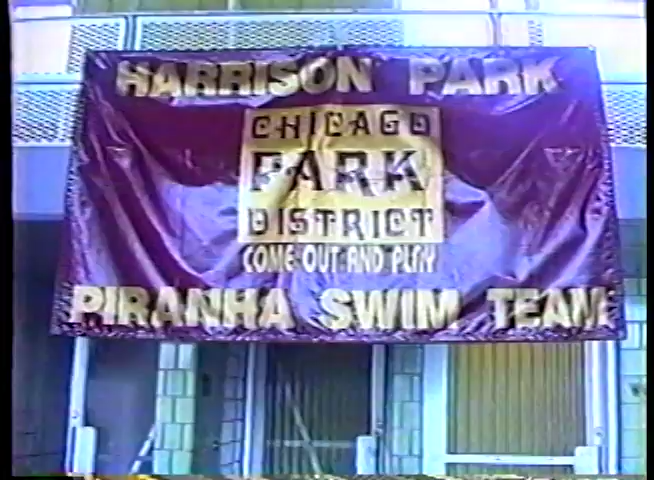 HARRISON PARK
CHICAGO
PARK
DISTRICT
COME OUT AND PLAY
PIRANHA SWIM TEAM